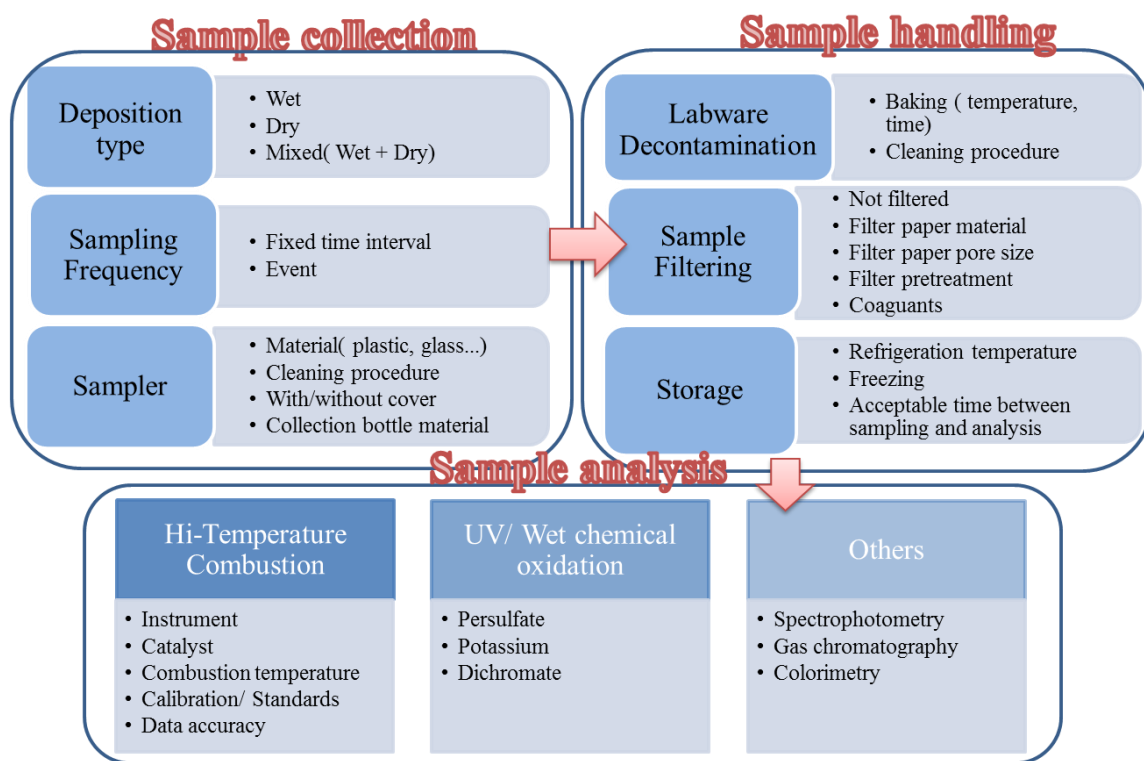 Sample collection
Deposition
type
• Wet
• Dry
• Mixed( Wet + Dry)
Sampling
Frequency
• Fixed time interval
• Event
Sampler
• Material( plastic, glass...)
• Cleaning procedure
• With/without cover
• Collection bottle material
Sample handling
Labware
Decontamination
• Baking ( temperature,
time)
• Cleaning procedure
Sample
Filtering
• Not filtered
• Filter paper material
• Filter paper pore size
• Filter pretreatment
• Coaguants
Storage
• Refrigeration temperature
• Freezing
• Acceptable time between
sampling and analysis
Sample analysis
Hi-Temperature
Combustion
• Instrument
• Catalyst
• Combustion temperature
• Calibration/ Standards
• Data accuracy
UV/ Wet chemical
oxidation
• Persulfate
• Potassium
• Dichromate
Others
• Spectrophotometry
• Gas chromatography
• Colorimetry